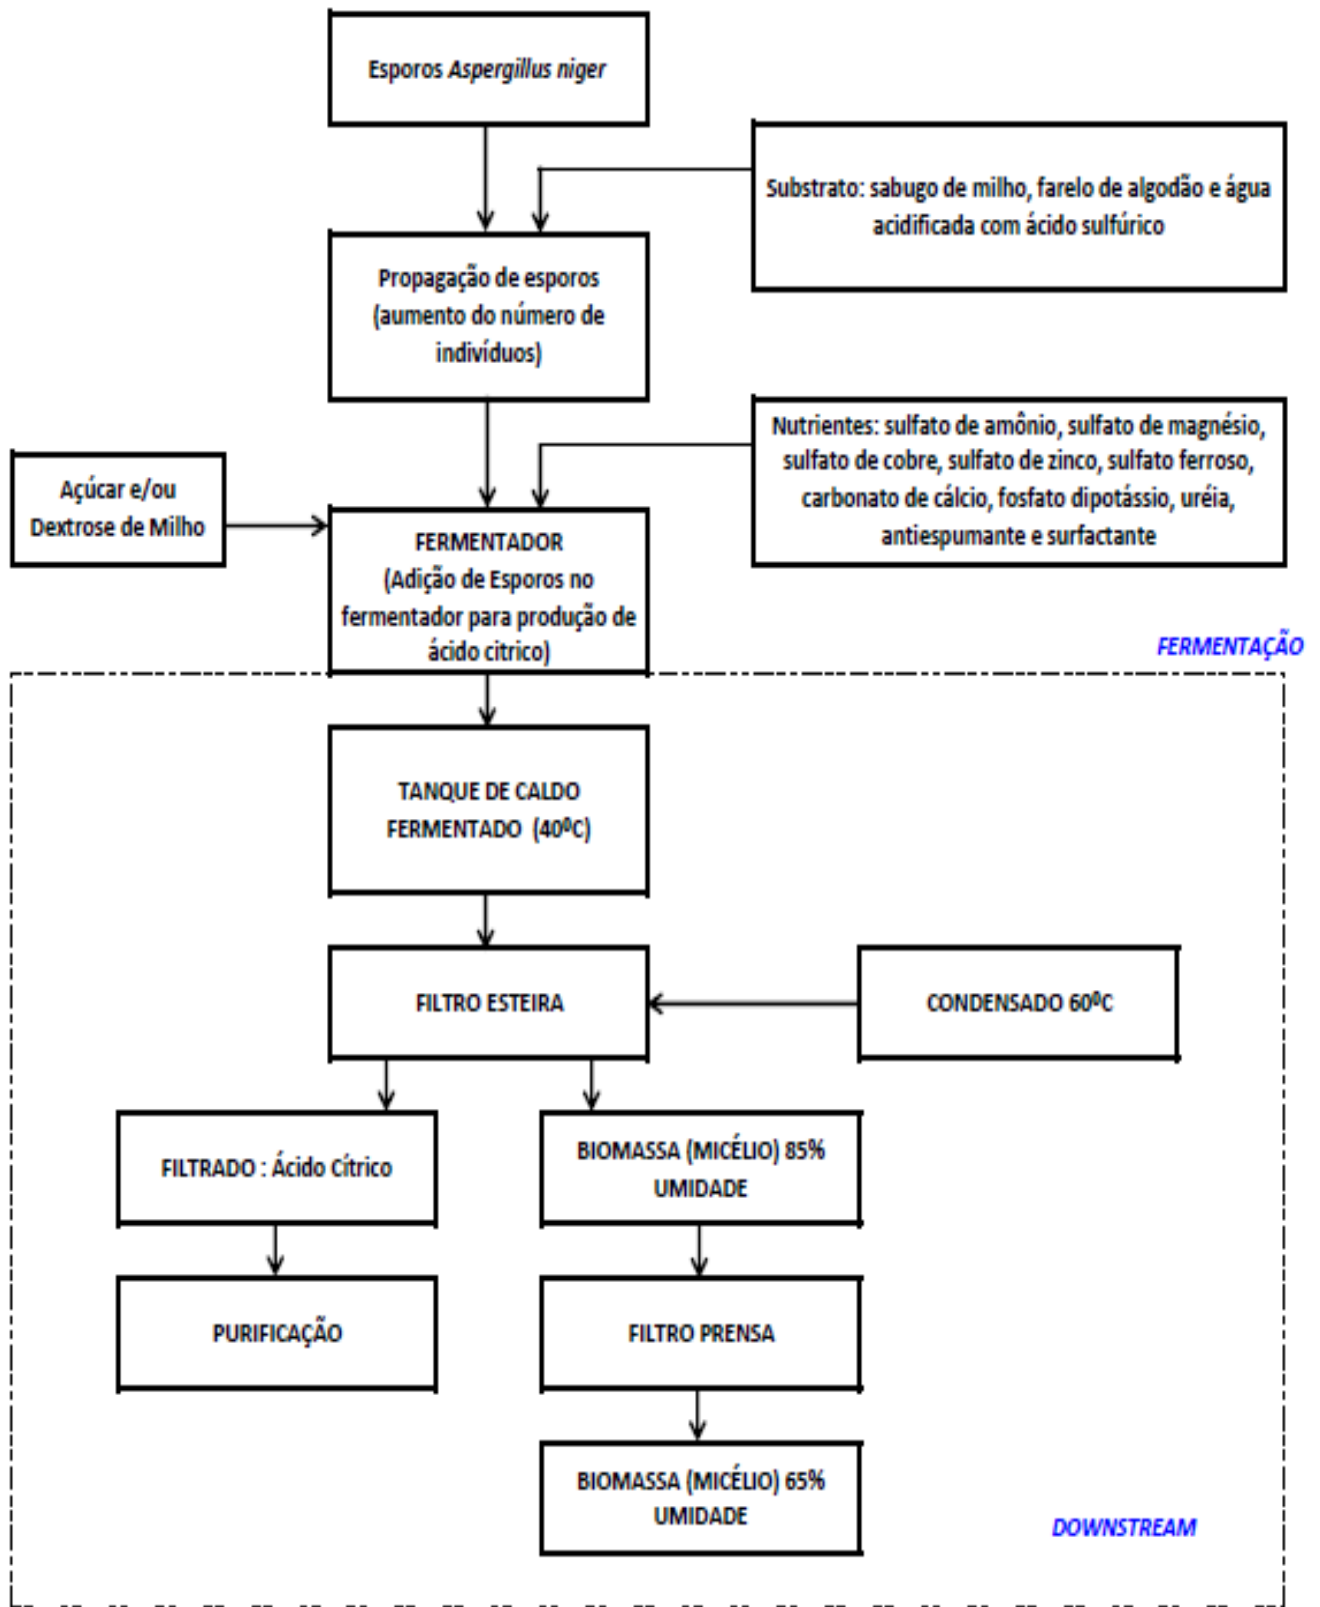 Esporos Aspergillus niger
Substrato: sabugo de milho, farelo de algodão e água
acidificada com ácido sulfúrico
Propagação de esporos
(aumento do número de
indivíduos)
Nutrientes: sulfato de amônio, sulfato de magnésio,
sulfato de cobre, sulfato de zinco, sulfato ferroso,
carbonato de cálcio, fosfato dipotássio, uréia,
antiespumante e surfactante
Açúcar e/ou
Dextrose de Milho
FERMENTADOR
(Adição de Esporos no
fermentador para produção de
ácido citrico)
FERMENTAÇÃO
TANQUE DE CALDO
FERMENTADO (40⁰C)
FILTRO ESTEIRA
CONDENSADO 60⁰C
FILTRADO : Ácido Cítrico
BIOMASSA (MICÉLIO) 85%
UMIDADE
PURIFICAÇÃO
FILTRO PRENSA
BIOMASSA (MICÉLIO) 65%
UMIDADE
DOWNSTREAM